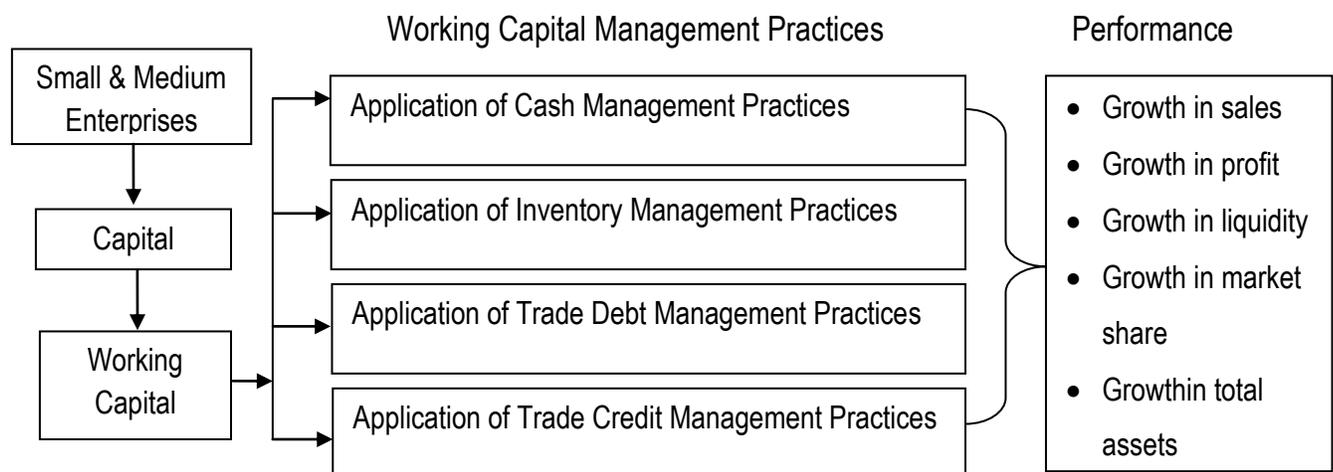 Working Capital Management Practices
Performance
Small & Medium
Enterprises
Capital
Working
Capital
Application of Cash Management Practices
Application of Inventory Management Practices
Application of Trade Debt Management Practices
Application of Trade Credit Management Practices
• Growth in sales
• Growth in profit
• Growth in liquidity
• Growth in market
share
• Growthin total
assets